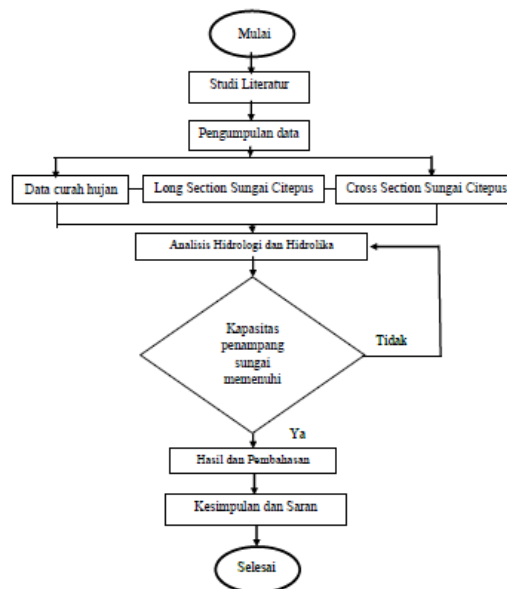 Mulai
Studi Literatur
Pengumpulan data
Data curah hujan
Long Section Sungai Citepus
Cross Section Sungai Citepus
Analisis Hidrologi dan Hidrolika
Kapasitas
penampang
sungai
memenuhi
Tidak
Ya
Hasil dan Pembahasan
Kesimpulan dan Saran
Selesai